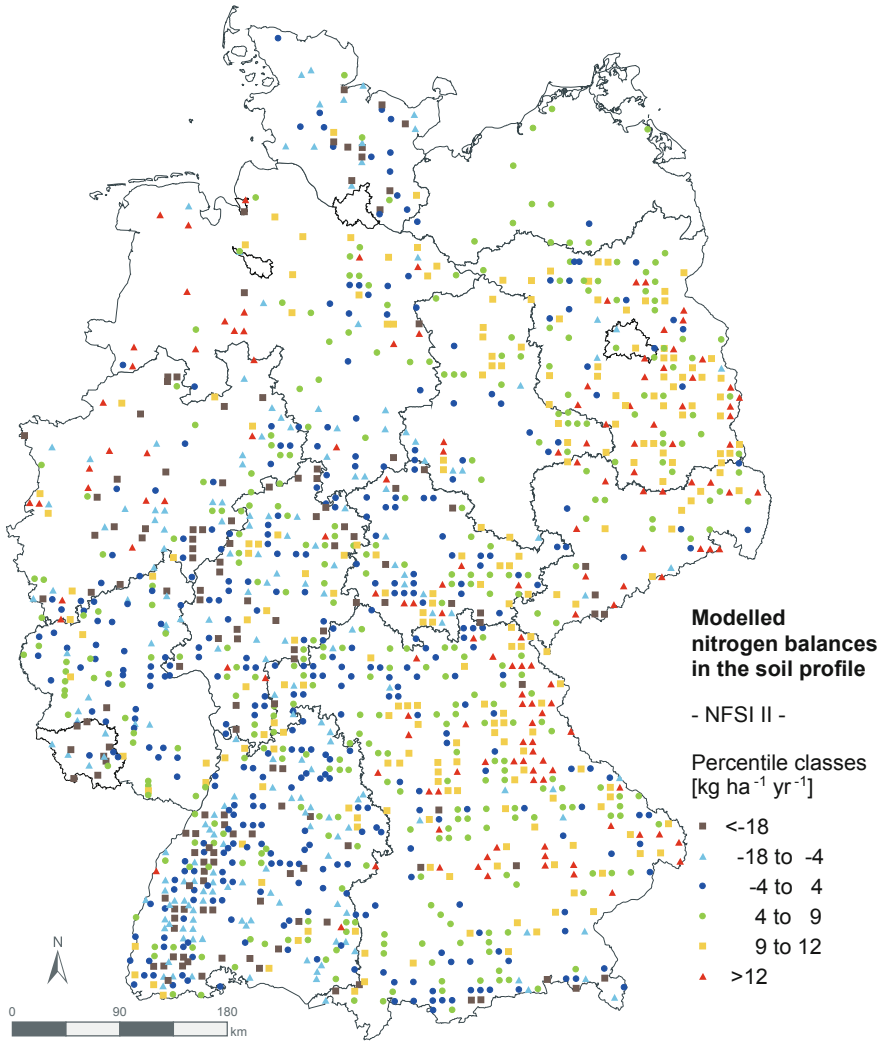 Modelled
nitrogen balances
in the soil profile
- NFSI II -
Percentile classes
[kg ha⁻¹ yr⁻¹]
<-18
-18 to -4
-4 to 4
4 to 9
9 to 12
>12
N
0 90 180
km